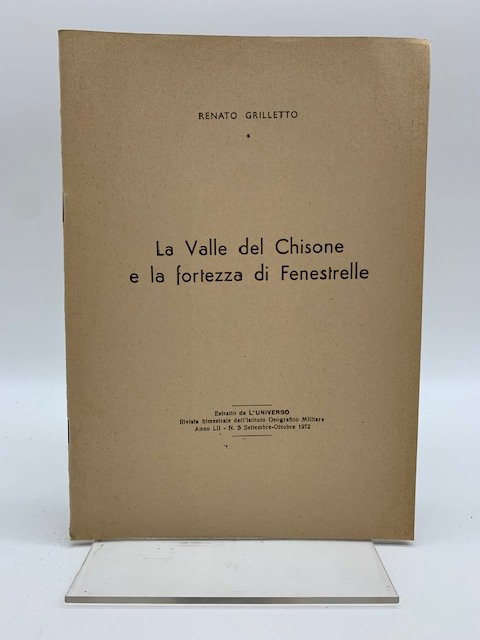 RENATO GRILLETTO
La Valle del Chisone
e la fortezza di Fenestrelle
Estratto da L'UNIVERSO
Rivista bimestrale dell'Istituto Geografico Militare
Anno LII - N. 5 Settembre-Ottobre 1972